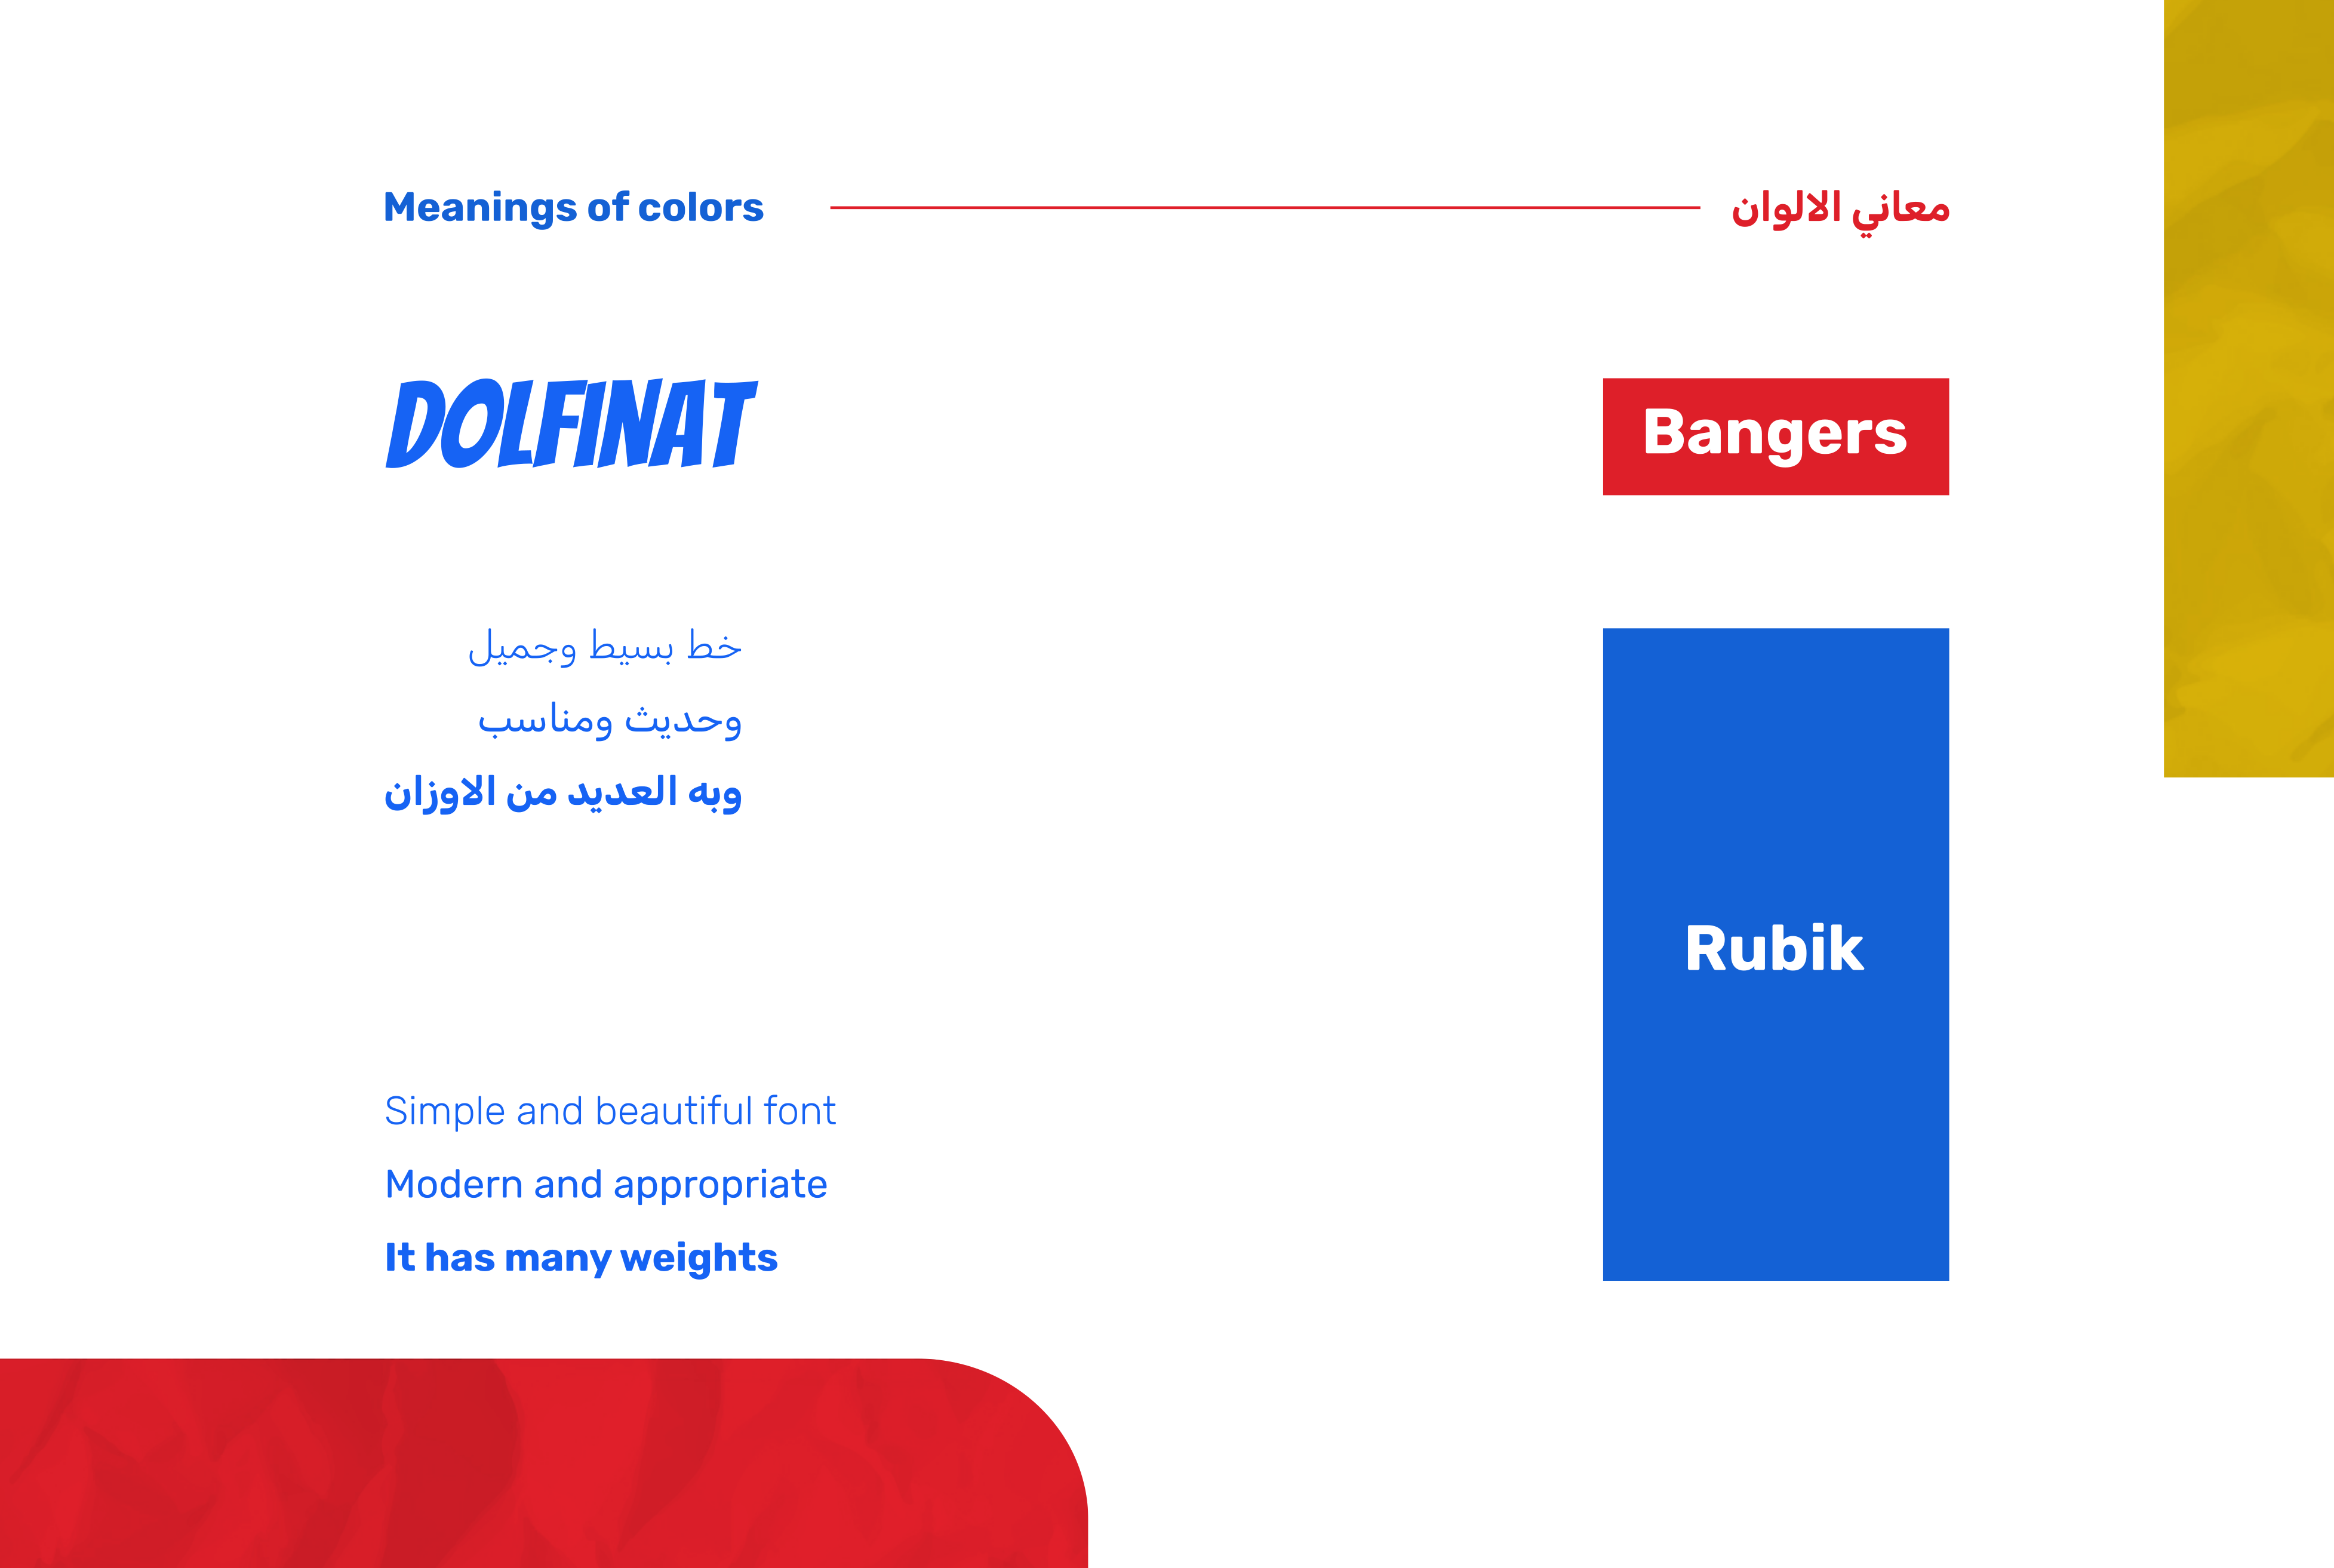 Meanings of colors
معاني الالوان
DOLFINAT
Bangers
خط بسيط وجميل
وحديث ومناسب
وبه العديد من الاوزان
Rubik
Simple and beautiful font
Modern and appropriate
It has many weights